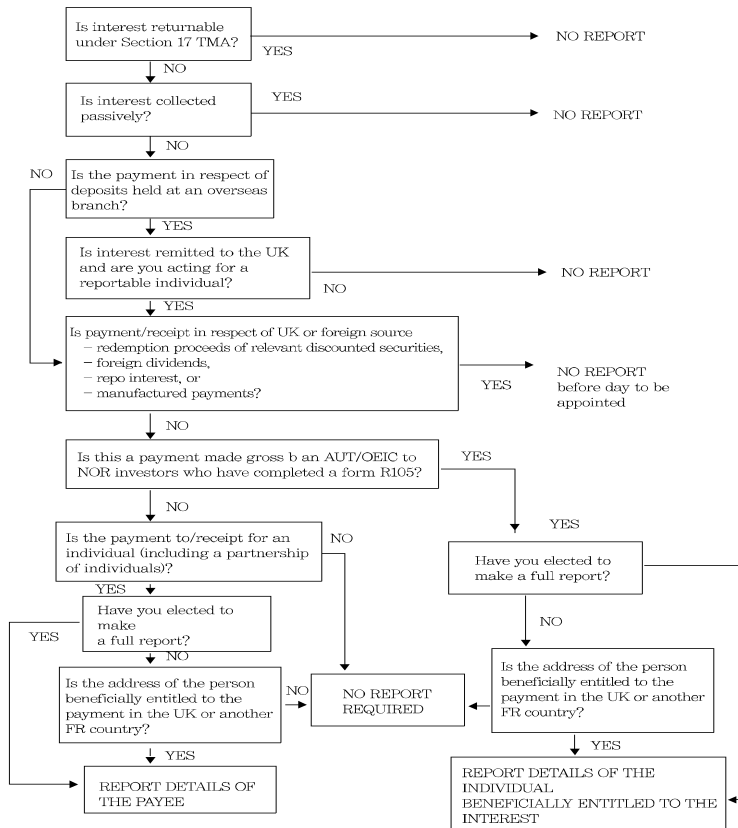 Is interest returnable
under Section 17 TMA?
YES
NO REPORT
NO
Is interest collected
passively?
YES
NO REPORT
NO
NO
Is the payment in respect of
deposits held at an overseas
branch?
YES
Is interest remitted to the UK
and are you acting for a
reportable individual?
NO
NO REPORT
YES
Is payment/receipt in respect of UK or foreign source
– redemption proceeds of relevant discounted securities,
– foreign dividends,
– repo interest, or
– manufactured payments?
YES
NO REPORT
before day to be
appointed
NO
Is this a payment made gross b an AUT/OEIC to
NOR investors who have completed a form R105?
YES
NO
YES
Is the payment to/receipt for an
individual (including a partnership
of individuals)?
NO
Have you elected to
make a full report?
YES
Have you elected to
make
a full report?
YES
NO
NO
Is the address of the person
beneficially entitled to the
payment in the UK or another
FR country?
NO
NO REPORT
REQUIRED
Is the address of the person
beneficially entitled to the
payment in the UK or another
FR country?
YES
YES
REPORT DETAILS OF
THE PAYEE
REPORT DETAILS OF THE
INDIVIDUAL
BENEFICIALLY ENTITLED TO THE
INTEREST